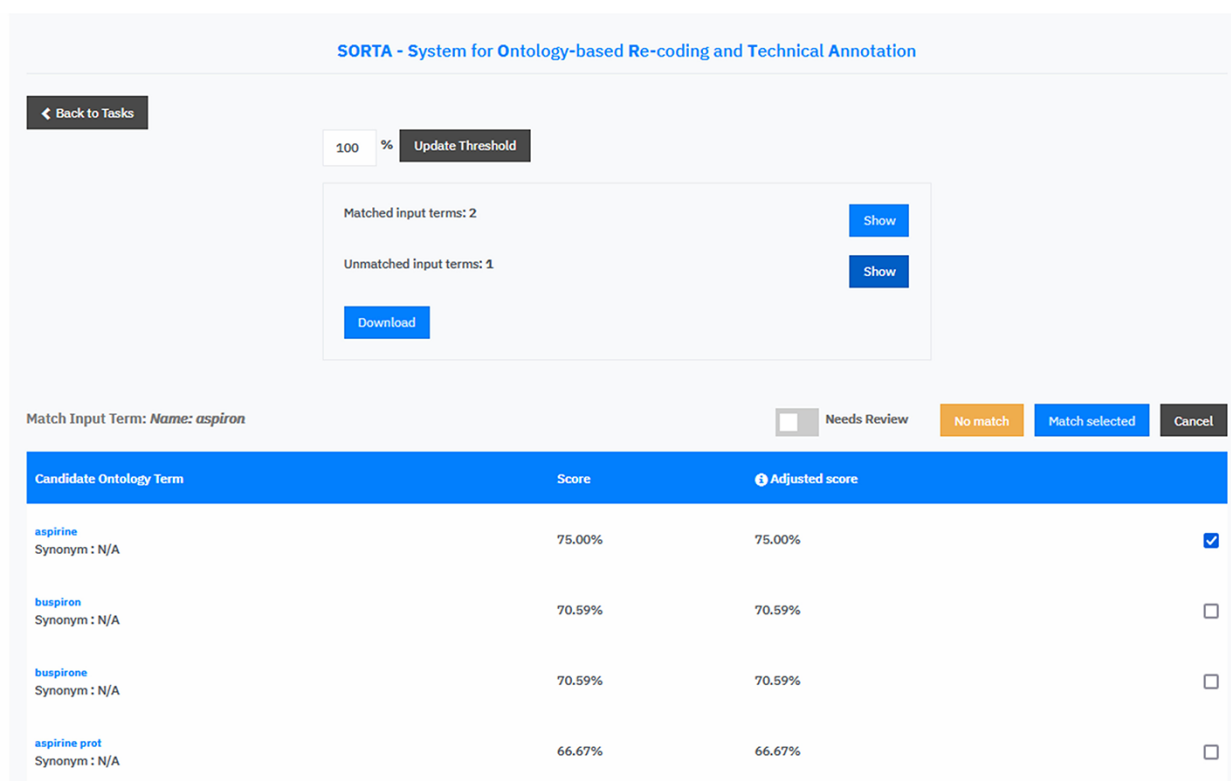 SORTA - System for Ontology-based Re-coding and Technical Annotation
Back to Tasks
100 % Update Threshold
Matched input terms: 2 Show
Unmatched input terms: 1 Show
Download
Match Input Term: Name: aspiron Needs Review No match Match selected Cancel
Candidate Ontology Term Score Adjusted score
aspirine
Synonym : N/A 75.00% 75.00%
buspiron
Synonym : N/A 70.59% 70.59%
buspirone
Synonym : N/A 70.59% 70.59%
aspirine prot
Synonym : N/A 66.67% 66.67%